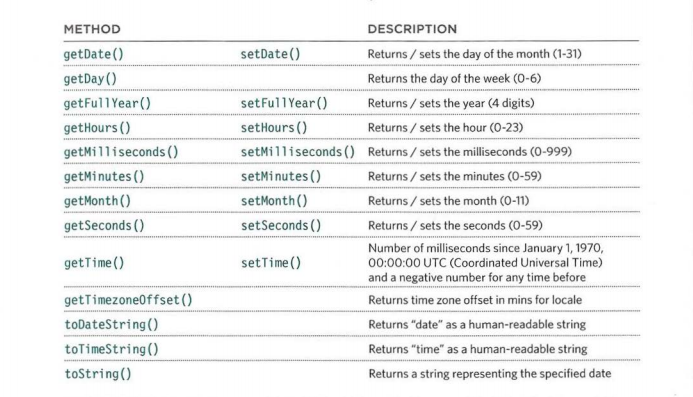 METHOD DESCRIPTION
getDate() setDate() Returns / sets the day of the month (1-31)
getDay() Returns the day of the week (0-6)
getFullYear() setFullYear() Returns / sets the year (4 digits)
getHours() setHours() Returns / sets the hour (0-23)
getMilliseconds() setMilliseconds() Returns / sets the milliseconds (0-999)
getMinutes() setMinutes() Returns / sets the minutes (0-59)
getMonth() setMonth() Returns / sets the month (0-11)
getSeconds() setSeconds() Returns / sets the seconds (0-59)
getTime() setTime() Number of milliseconds since January 1, 1970,
00:00:00 UTC (Coordinated Universal Time)
and a negative number for any time before
getTimezoneOffset() Returns time zone offset in mins for locale
toDateString() Returns "date" as a human-readable string
toTimeString() Returns "time" as a human-readable string
toString() Returns a string representing the specified date